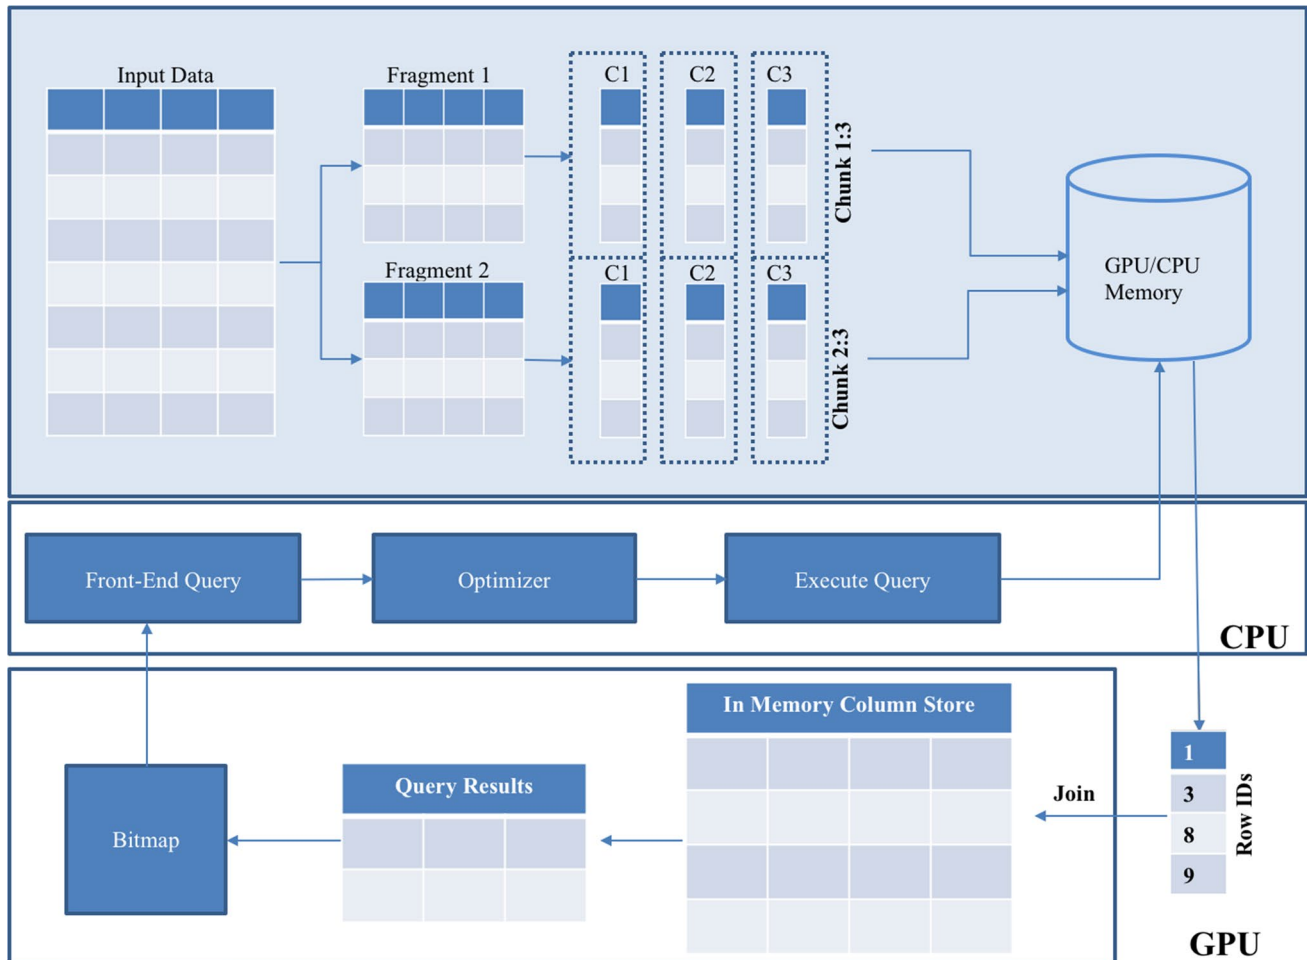 Input Data
Fragment 1
C1
C2
C3
Chunk 1:3
Fragment 2
C1
C2
C3
Chunk 2:3
GPU/CPU
Memory
Front-End Query
Optimizer
Execute Query
CPU
In Memory Column Store
Query Results
Bitmap
Join
1
3
8
9
Row IDs
GPU